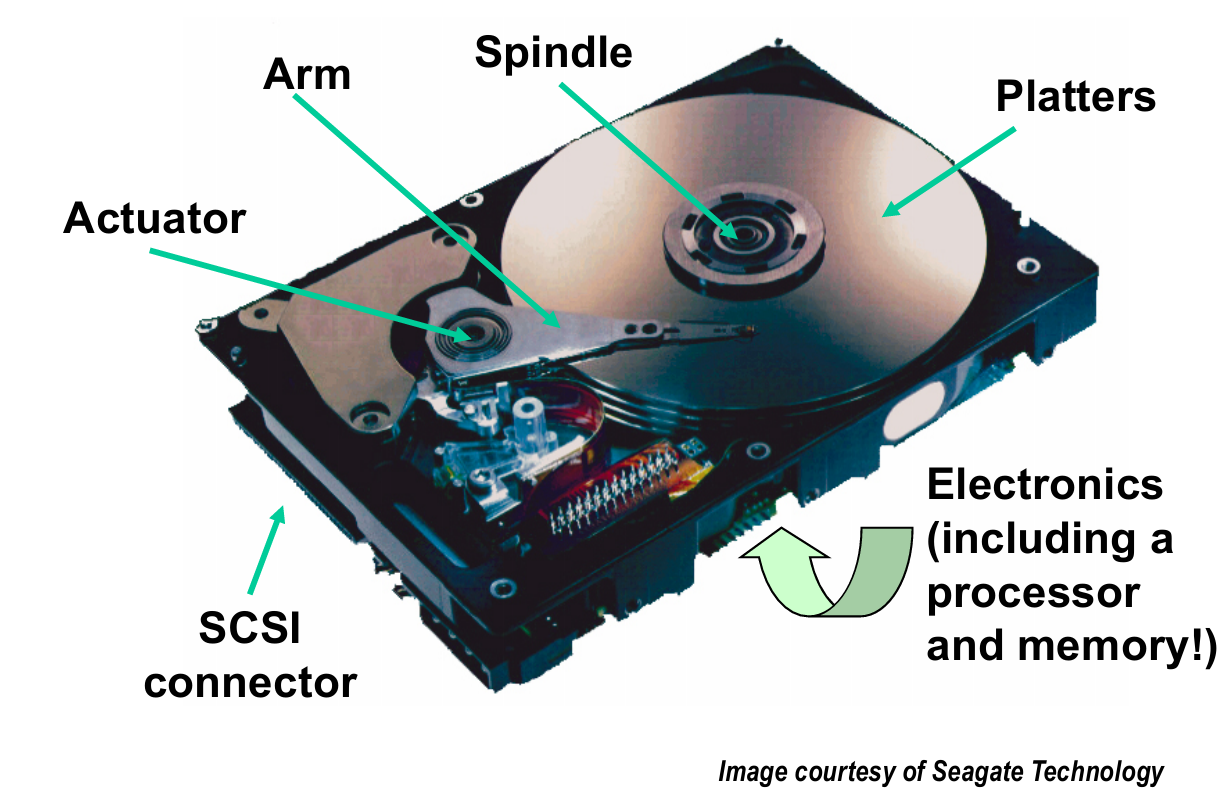 Spindle
Arm
Platters
Actuator
Electronics
(including a
processor
and memory!)
SCSI
connector
Image courtesy of Seagate Technology